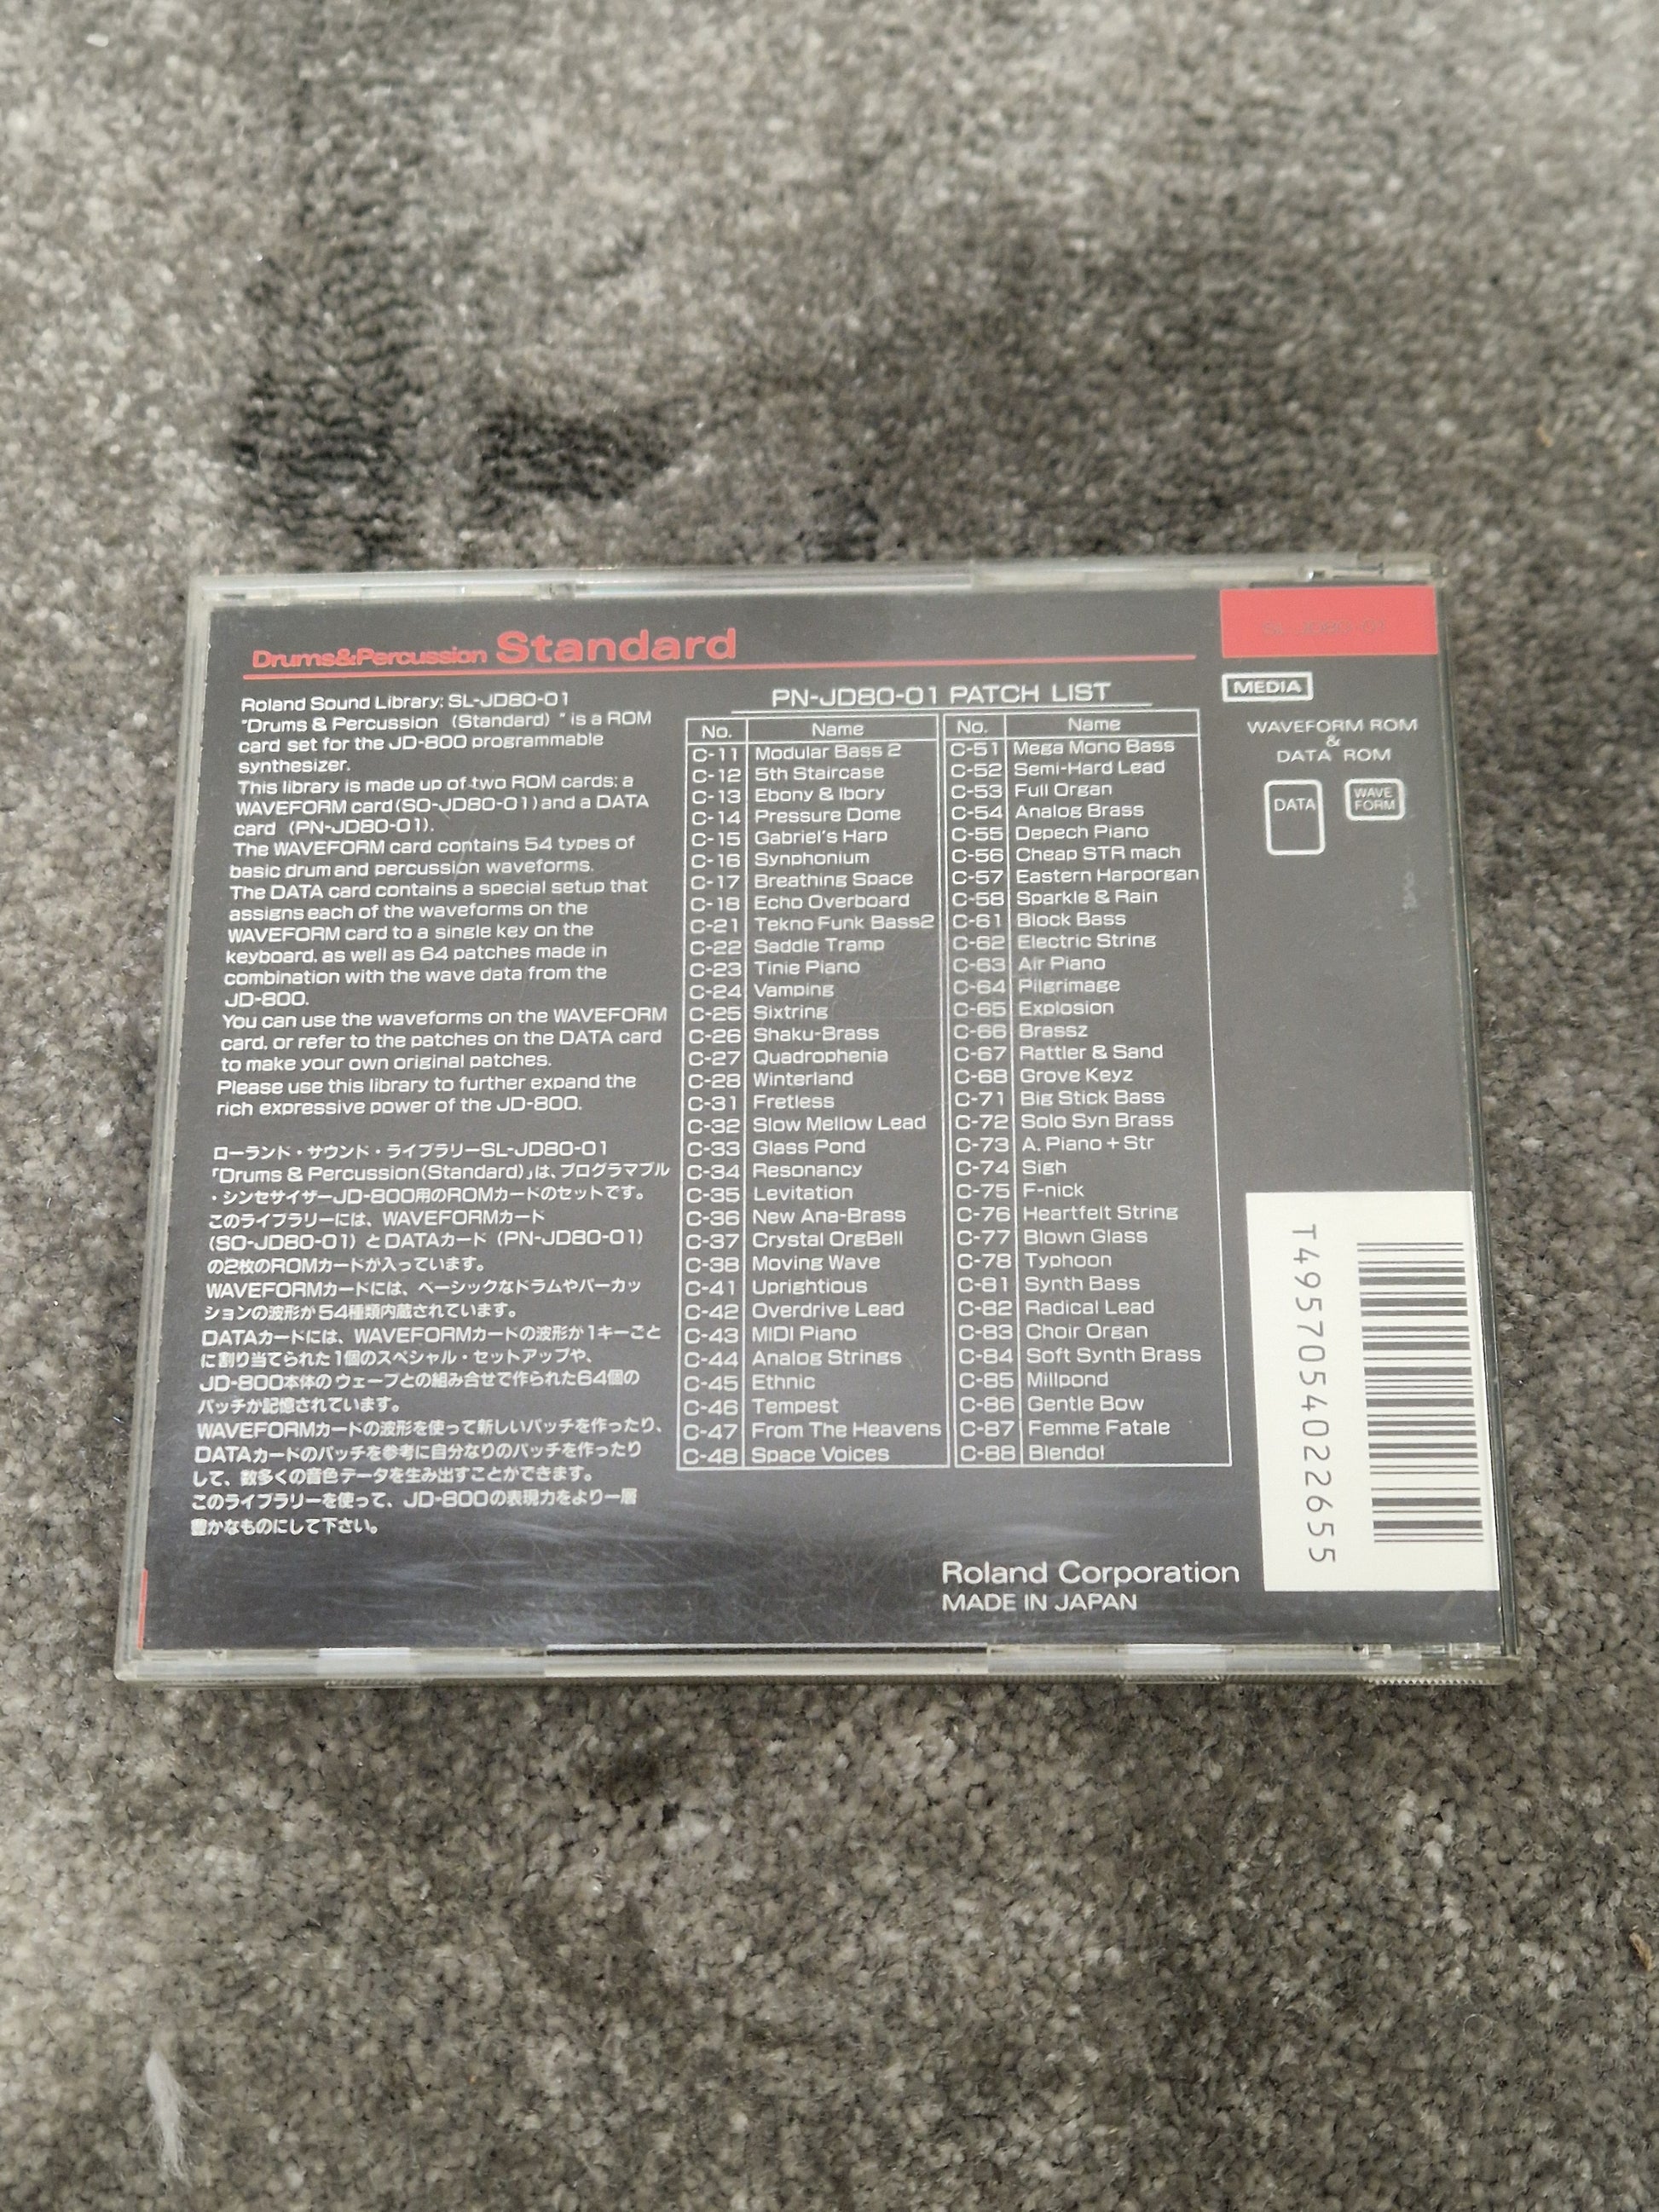 Drums&Percussion Standard
SL-JD80-01
Roland Sound Library: SL-JD80-01
"Drums & Percussion (Standard) " is a ROM
card set for the JD-800 programmable
synthesizer.
This library is made up of two ROM cards: a
WAVEFORM card(SO-JD80-01)and a DATA
card (PN-JD80-01).
The WAVEFORM card contains 54 types of
basic drum and percussion waveforms.
The DATA card contains a special setup that
assigns each of the waveforms on the
WAVEFORM card to a single key on the
keyboard, as well as 64 patches made in
combination with the wave data from the
JD-800.
You can use the waveforms on the WAVEFORM
card, or refer to the patches on the DATA card
to make your own original patches.
Please use this library to further expand the
rich expressive power of the JD-800.
ローランド・サウンド・ライブラリーSL-JD80-01
「Drums & Percussion(Standard)」は、プログラマブル
・シンセサイザーJD-800用のROMカードのセットです。
このライブラリーには、WAVEFORMカード
(SO-JD80-01) とDATAカード (PN-JD80-01)
の2枚のROMカードが入っています。
WAVEFORMカードには、ベーシックなドラムやパーカッ
ションの波形が54種類内蔵されています。
DATAカードには、WAVEFORMカードの波形が1キーごと
に割り当てられた1個のスペシャル・セットアップや、
JD-800本体のウェーブとの組み合せで作られた64個の
パッチが記憶されています。
WAVEFORMカードの波形を使って新しいパッチを作ったり、
DATAカードのパッチを参考に自分なりのパッチを作ったり
して、数多くの音色データを生み出すことができます。
このライブラリーを使って、JD-800の表現力をより一層
豊かなものにして下さい。
PN-JD80-01 PATCH LIST
No. Name
C-11 Modular Bass 2
C-12 5th Staircase
C-13 Ebony & Ibory
C-14 Pressure Dome
C-15 Gabriel's Harp
C-16 Synphonium
C-17 Breathing Space
C-18 Echo Overboard
C-21 Tekno Funk Bass2
C-22 Saddle Tramp
C-23 Tinie Piano
C-24 Vamping
C-25 Sixtring
C-26 Shaku-Brass
C-27 Quadrophenia
C-28 Winterland
C-31 Fretless
C-32 Slow Mellow Lead
C-33 Glass Pond
C-34 Resonancy
C-35 Levitation
C-36 New Ana-Brass
C-37 Crystal OrgBell
C-38 Moving Wave
C-41 Uprightious
C-42 Overdrive Lead
C-43 MIDI Piano
C-44 Analog Strings
C-45 Ethnic
C-46 Tempest
C-47 From The Heavens
C-48 Space Voices
No. Name
C-51 Mega Mono Bass
C-52 Semi-Hard Lead
C-53 Full Organ
C-54 Analog Brass
C-55 Depech Piano
C-56 Cheap STR mach
C-57 Eastern Harporgan
C-58 Sparkle & Rain
C-61 Block Bass
C-62 Electric String
C-63 Air Piano
C-64 Pilgrimage
C-65 Explosion
C-66 Brassz
C-67 Rattler & Sand
C-68 Grove Keyz
C-71 Big Stick Bass
C-72 Solo Syn Brass
C-73 A. Piano + Str
C-74 Sigh
C-75 F-nick
C-76 Heartfelt String
C-77 Blown Glass
C-78 Typhoon
C-81 Synth Bass
C-82 Radical Lead
C-83 Choir Organ
C-84 Soft Synth Brass
C-85 Millpond
C-86 Gentle Bow
C-87 Femme Fatale
C-88 Blendo!
MEDIA
WAVEFORM ROM
&
DATA ROM
DATA
WAVE
FORM
T4957054022655
Roland Corporation
MADE IN JAPAN